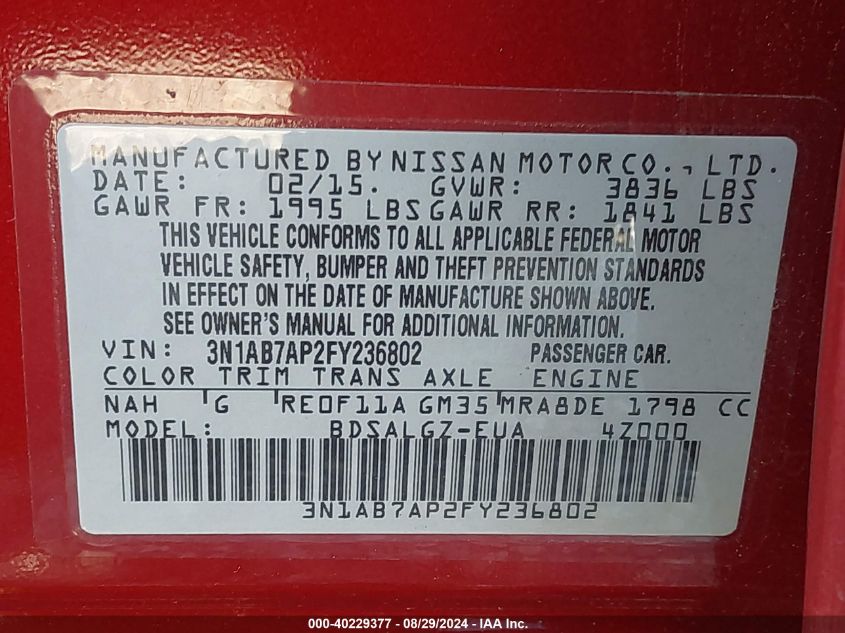 MANUFACTURED BY NISSAN MOTOR CO., LTD.
DATE: 02/15. GVWR: 3836 LBS
GAWR FR: 1995 LBS GAWR RR: 1841 LBS
THIS VEHICLE CONFORMS TO ALL APPLICABLE FEDERAL MOTOR
VEHICLE SAFETY, BUMPER AND THEFT PREVENTION STANDARDS
IN EFFECT ON THE DATE OF MANUFACTURE SHOWN ABOVE.
SEE OWNER'S MANUAL FOR ADDITIONAL INFORMATION.
VIN: 3N1AB7AP2FY236802 PASSENGER CAR.
COLOR TRIM TRANS AXLE ENGINE
NAH G RE0F11A GM35 MRA8DE 1798 CC
MODEL: BDSALGZ-EUA 4Z000
3N1AB7AP2FY236802
000-40229377 - 08/29/2024 - IAA Inc.